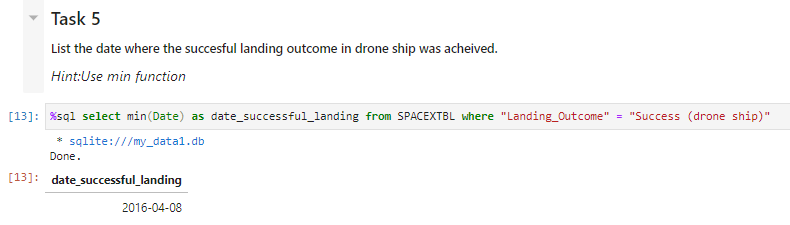 Task 5
List the date where the succesful landing outcome in drone ship was acheived.
Hint:Use min function
[13]: %sql select min(Date) as date_successful_landing from SPACEXTBL where "Landing_Outcome" = "Success (drone ship)"
* sqlite:///my_data1.db
Done.
[13]: date_successful_landing
2016-04-08